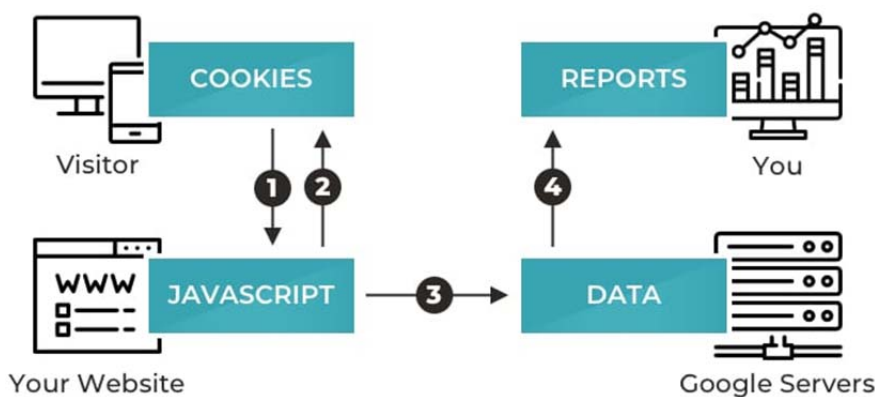 COOKIES
REPORTS
Visitor
You
1
2
4
WWW
JAVASCRIPT
3
DATA
Your Website
Google Servers